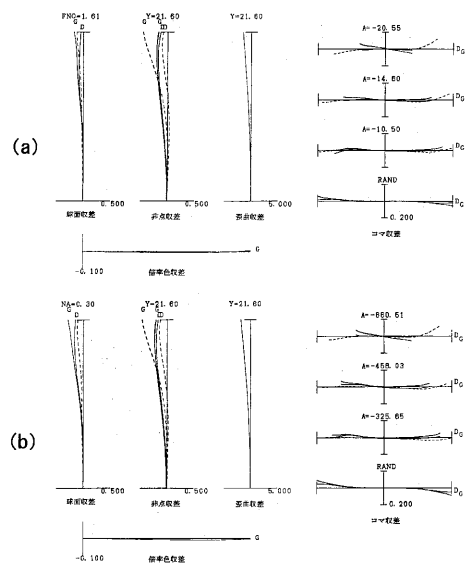 (a)
FNO=1.61
G
D
0.500
球面収差
Y=21.60
G
G
D
D
0.500
非点収差
Y=21.60
5.000
歪曲収差
-0.100
倍率色収差
G
A=-20.55
D
G
A=-14.60
A=-10.50
D
G
RAND
D
G
0.200
コマ収差
(b)
NA=0.30
G
D
0.500
球面収差
Y=21.60
G
G
D
D
0.500
非点収差
Y=21.60
5.000
歪曲収差
-0.100
倍率色収差
G
A=-660.51
D
G
A=-458.03
D
G
A=-325.65
D
G
RAND
D
G
0.200
コマ収差